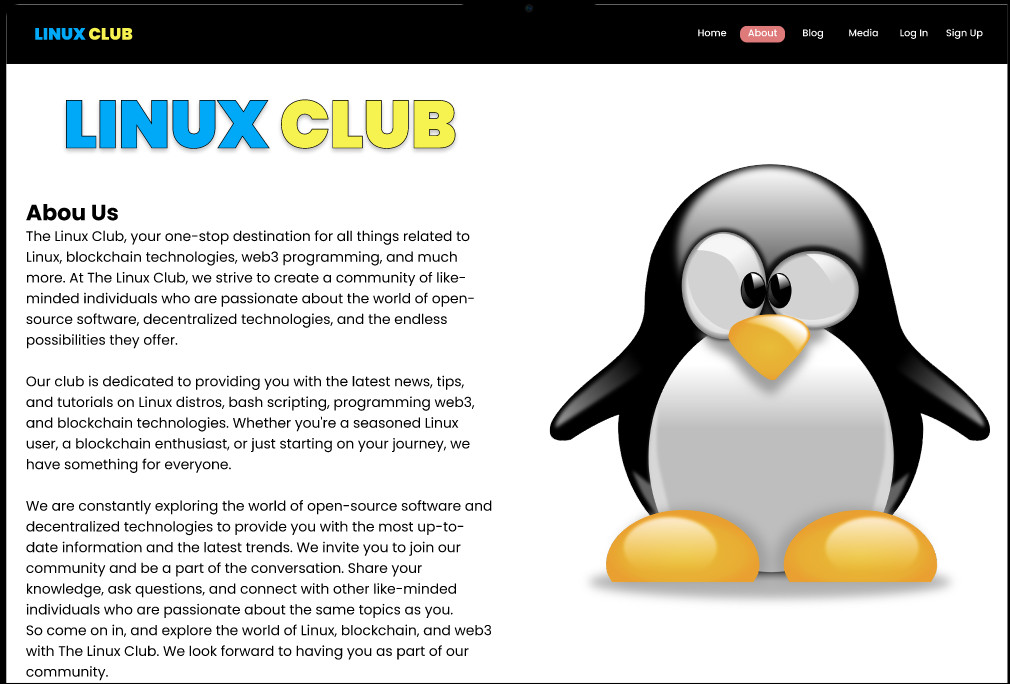 LINUX CLUB
Home About Blog Media Log In Sign Up
LINUX CLUB
Abou Us
The Linux Club, your one-stop destination for all things related to
Linux, blockchain technologies, web3 programming, and much
more. At The Linux Club, we strive to create a community of like-
minded individuals who are passionate about the world of open-
source software, decentralized technologies, and the endless
possibilities they offer.
Our club is dedicated to providing you with the latest news, tips,
and tutorials on Linux distros, bash scripting, programming web3,
and blockchain technologies. Whether you're a seasoned Linux
user, a blockchain enthusiast, or just starting on your journey, we
have something for everyone.
We are constantly exploring the world of open-source software and
decentralized technologies to provide you with the most up-to-
date information and the latest trends. We invite you to join our
community and be a part of the conversation. Share your
knowledge, ask questions, and connect with other like-minded
individuals who are passionate about the same topics as you.
So come on in, and explore the world of Linux, blockchain, and web3
with The Linux Club. We look forward to having you as part of our
community.